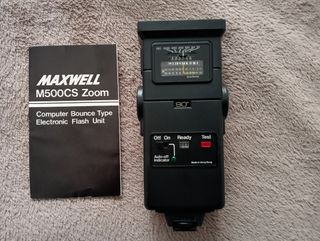 MAXWELL
M500CS Zoom
Computer Bounce Type
Electronic Flash Unit
90°
Off On Ready Test
Auto-off
Indicator
Made in Hong Kong